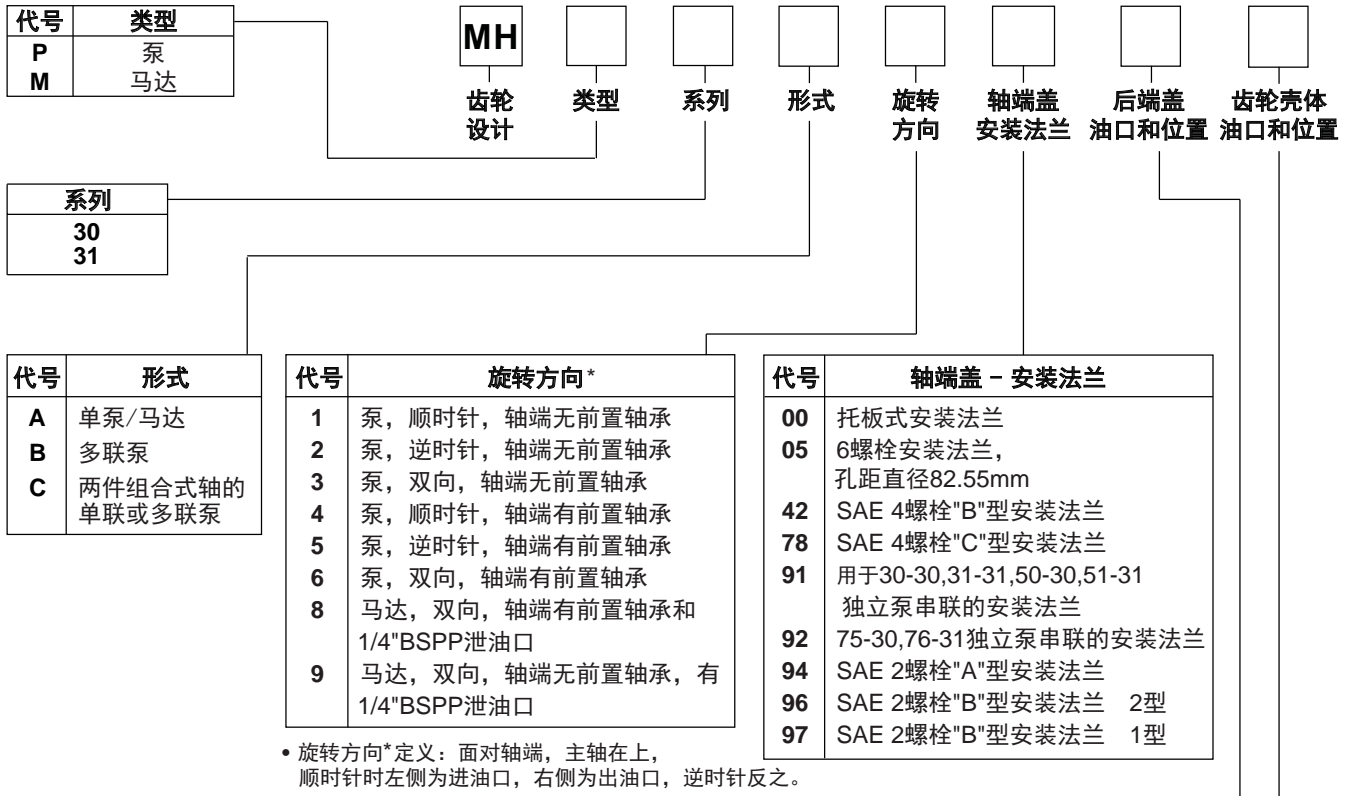 代号 类型
P 泵
M 马达
MH
齿轮 设计
类型
系列
形式
旋转 方向
轴端盖 安装法兰
后端盖 油口和位置
齿轮壳体 油口和位置
系列
30
31
代号 形式
A 单泵/马达
B 多联泵
C 两件组合式轴的
单联或多联泵
代号 旋转方向*
1 泵，顺时针，轴端无前置轴承
2 泵，逆时针，轴端无前置轴承
3 泵，双向，轴端无前置轴承
4 泵，顺时针，轴端有前置轴承
5 泵，逆时针，轴端有前置轴承
6 泵，双向，轴端有前置轴承
8 马达，双向，轴端有前置轴承和
1/4"BSPP泄油口
9 马达，双向，轴端无前置轴承，有
1/4"BSPP泄油口
• 旋转方向*定义：面对轴端，主轴在上，
顺时针时左侧为进油口，右侧为出油口，逆时针反之。
代号 轴端盖 – 安装法兰
00 托板式安装法兰
05 6螺栓安装法兰，
孔距直径82.55mm
42 SAE 4螺栓"B"型安装法兰
78 SAE 4螺栓"C"型安装法兰
91 用于30-30,31-31,50-30,51-31
独立泵串联的安装法兰
92 75-30,76-31独立泵串联的安装法兰
94 SAE 2螺栓"A"型安装法兰
96 SAE 2螺栓"B"型安装法兰 2型
97 SAE 2螺栓"B"型安装法兰 1型